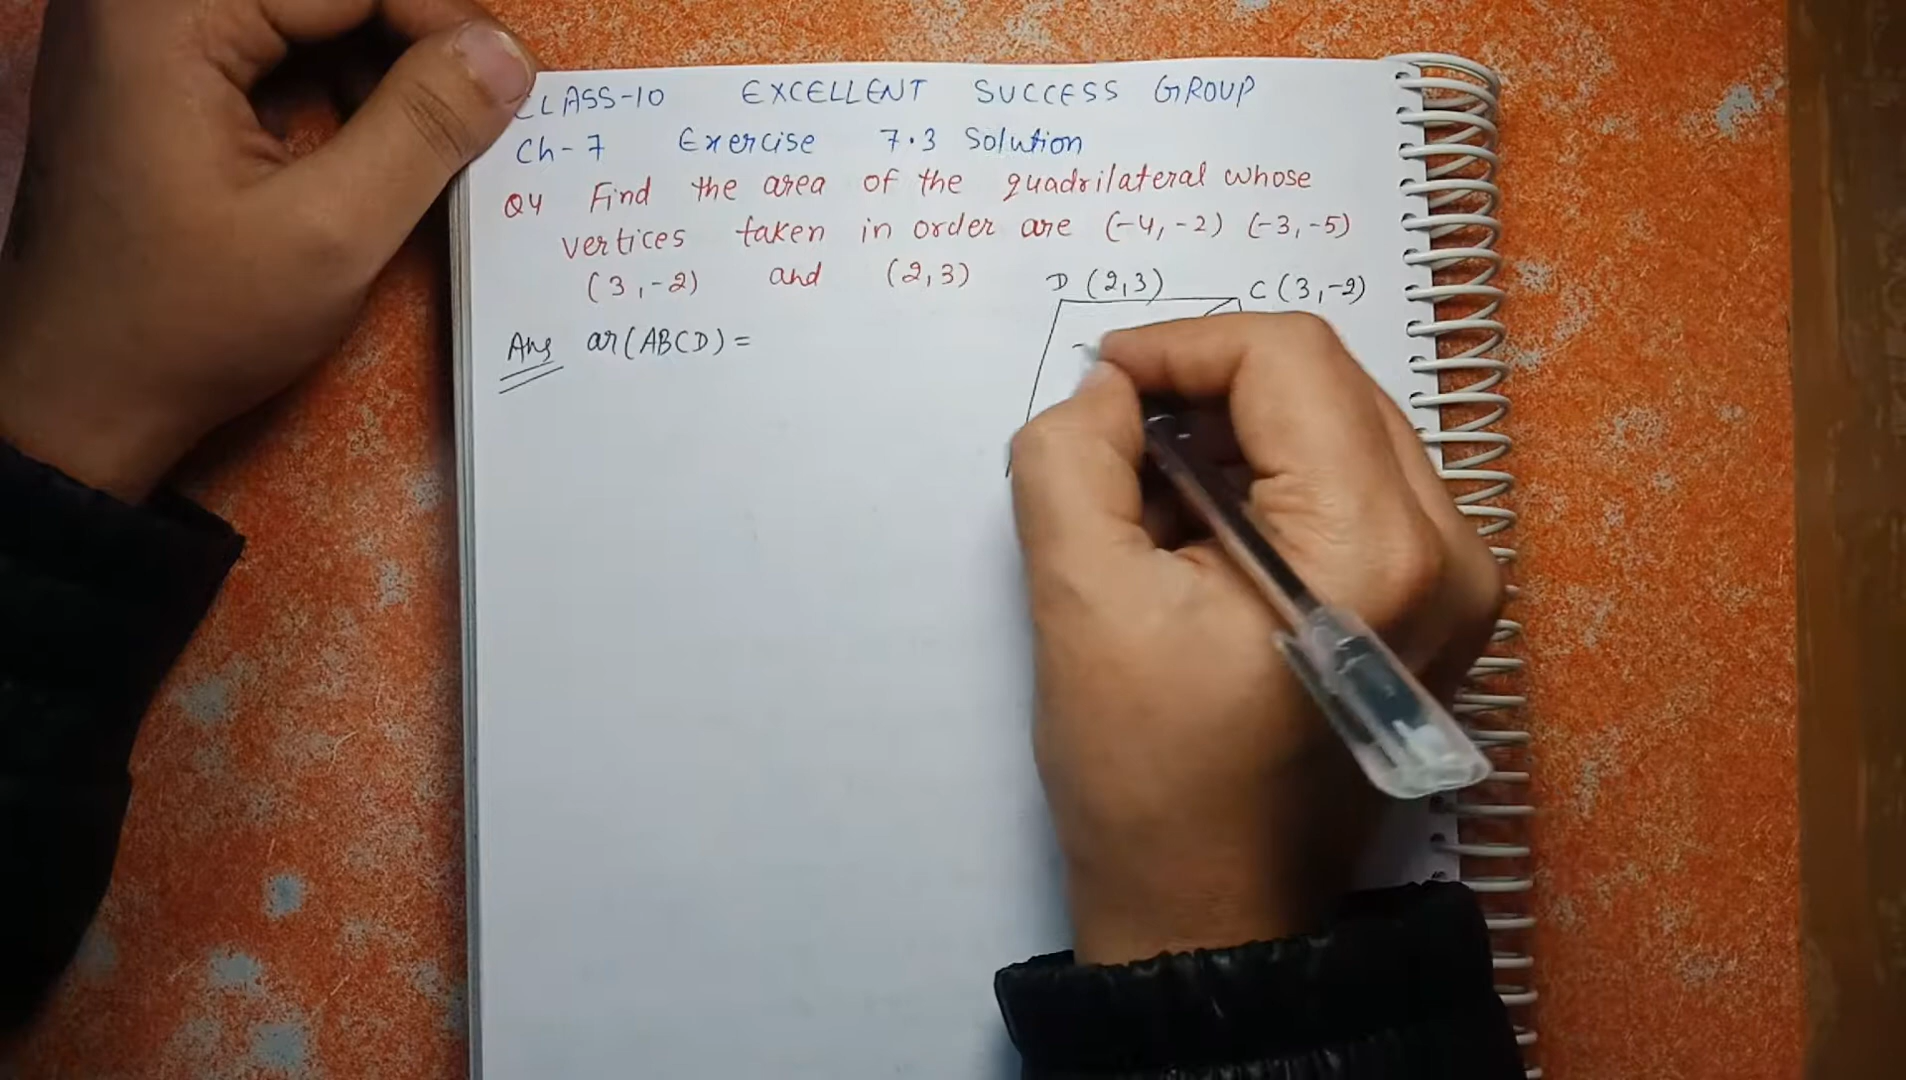 CLASS-10 EXCELLENT SUCCESS GROUP
Ch-7 Exercise 7.3 Solution
Q4 Find the area of the quadrilateral whose
vertices taken in order are (-4,-2) (-3,-5)
(3,-2) and (2,3)
D (2,3) C (3,-2)
Ans ar(ABCD) =